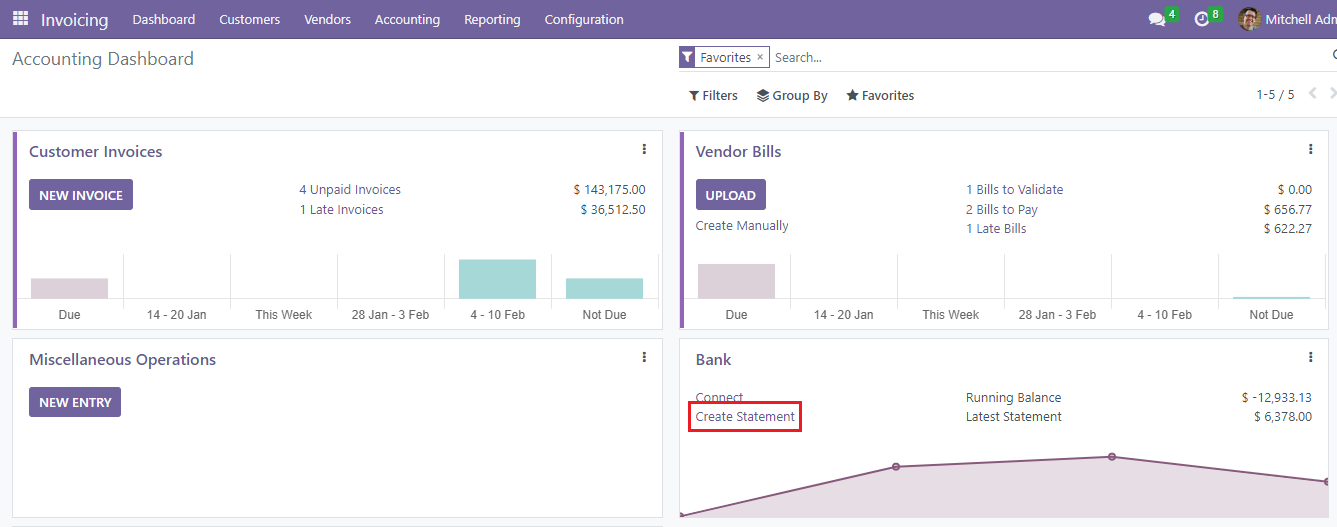 Invoicing Dashboard Customers Vendors Accounting Reporting Configuration 4 8 Mitchell Adm
Accounting Dashboard
Favorites × Search...
Filters Group By Favorites 1-5 / 5
Customer Invoices
NEW INVOICE
4 Unpaid Invoices $ 143,175.00
1 Late Invoices $ 36,512.50
Due 14 - 20 Jan This Week 28 Jan - 3 Feb 4 - 10 Feb Not Due
Vendor Bills
UPLOAD
Create Manually
1 Bills to Validate $ 0.00
2 Bills to Pay $ 656.77
1 Late Bills $ 622.27
Due 14 - 20 Jan This Week 28 Jan - 3 Feb 4 - 10 Feb Not Due
Miscellaneous Operations
NEW ENTRY
Bank
Connect
Create Statement
Running Balance $ -12,933.13
Latest Statement $ 6,378.00